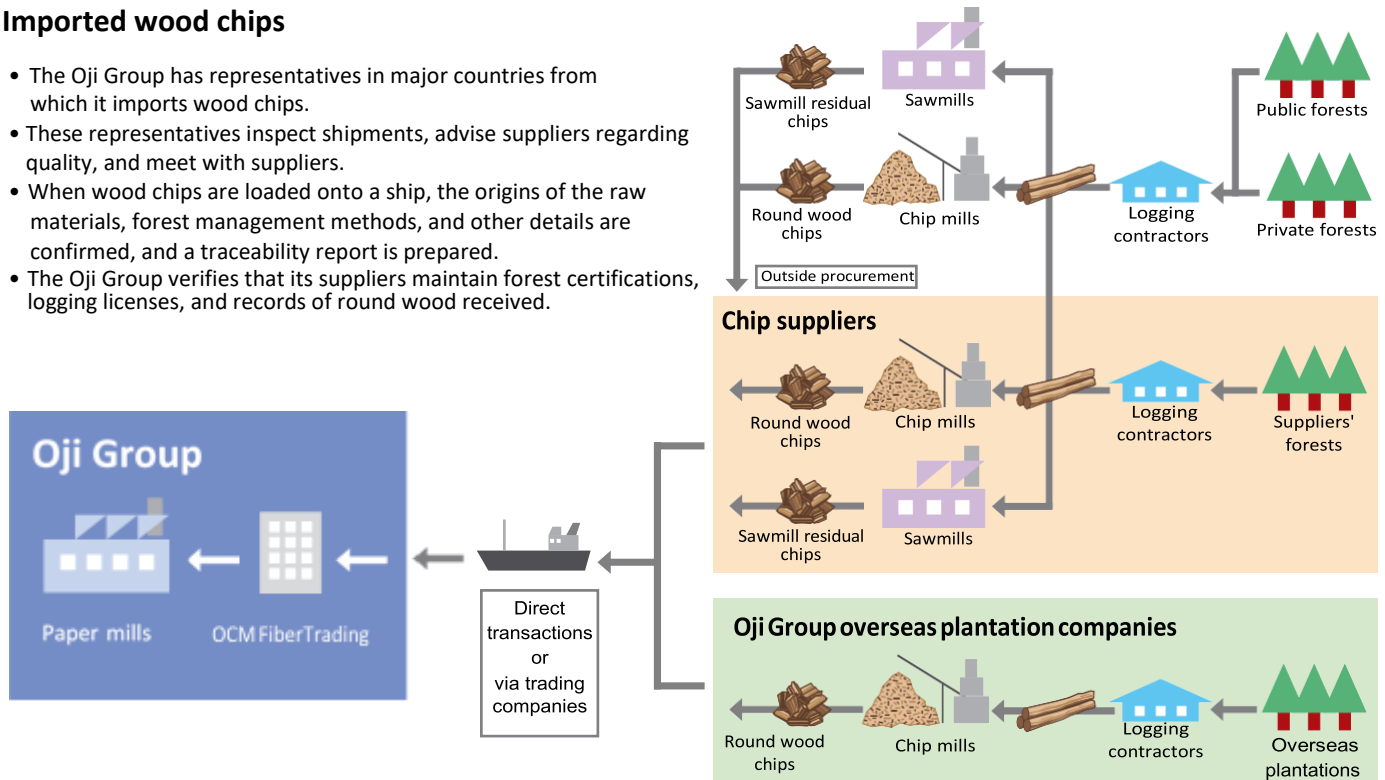 Imported wood chips
• The Oji Group has representatives in major countries from
which it imports wood chips.
• These representatives inspect shipments, advise suppliers regarding
quality, and meet with suppliers.
• When wood chips are loaded onto a ship, the origins of the raw
materials, forest management methods, and other details are
confirmed, and a traceability report is prepared.
• The Oji Group verifies that its suppliers maintain forest certifications,
logging licenses, and records of round wood received.
Sawmill residual
chips
Sawmills
Public forests
Round wood
chips
Chip mills
Logging
contractors
Private forests
Outside procurement
Chip suppliers
Round wood
chips
Chip mills
Logging
contractors
Suppliers'
forests
Sawmill residual
chips
Sawmills
Oji Group
Paper mills
OCM FiberTrading
Direct
transactions
or
via trading
companies
Oji Group overseas plantation companies
Round wood
chips
Chip mills
Logging
contractors
Overseas
plantations